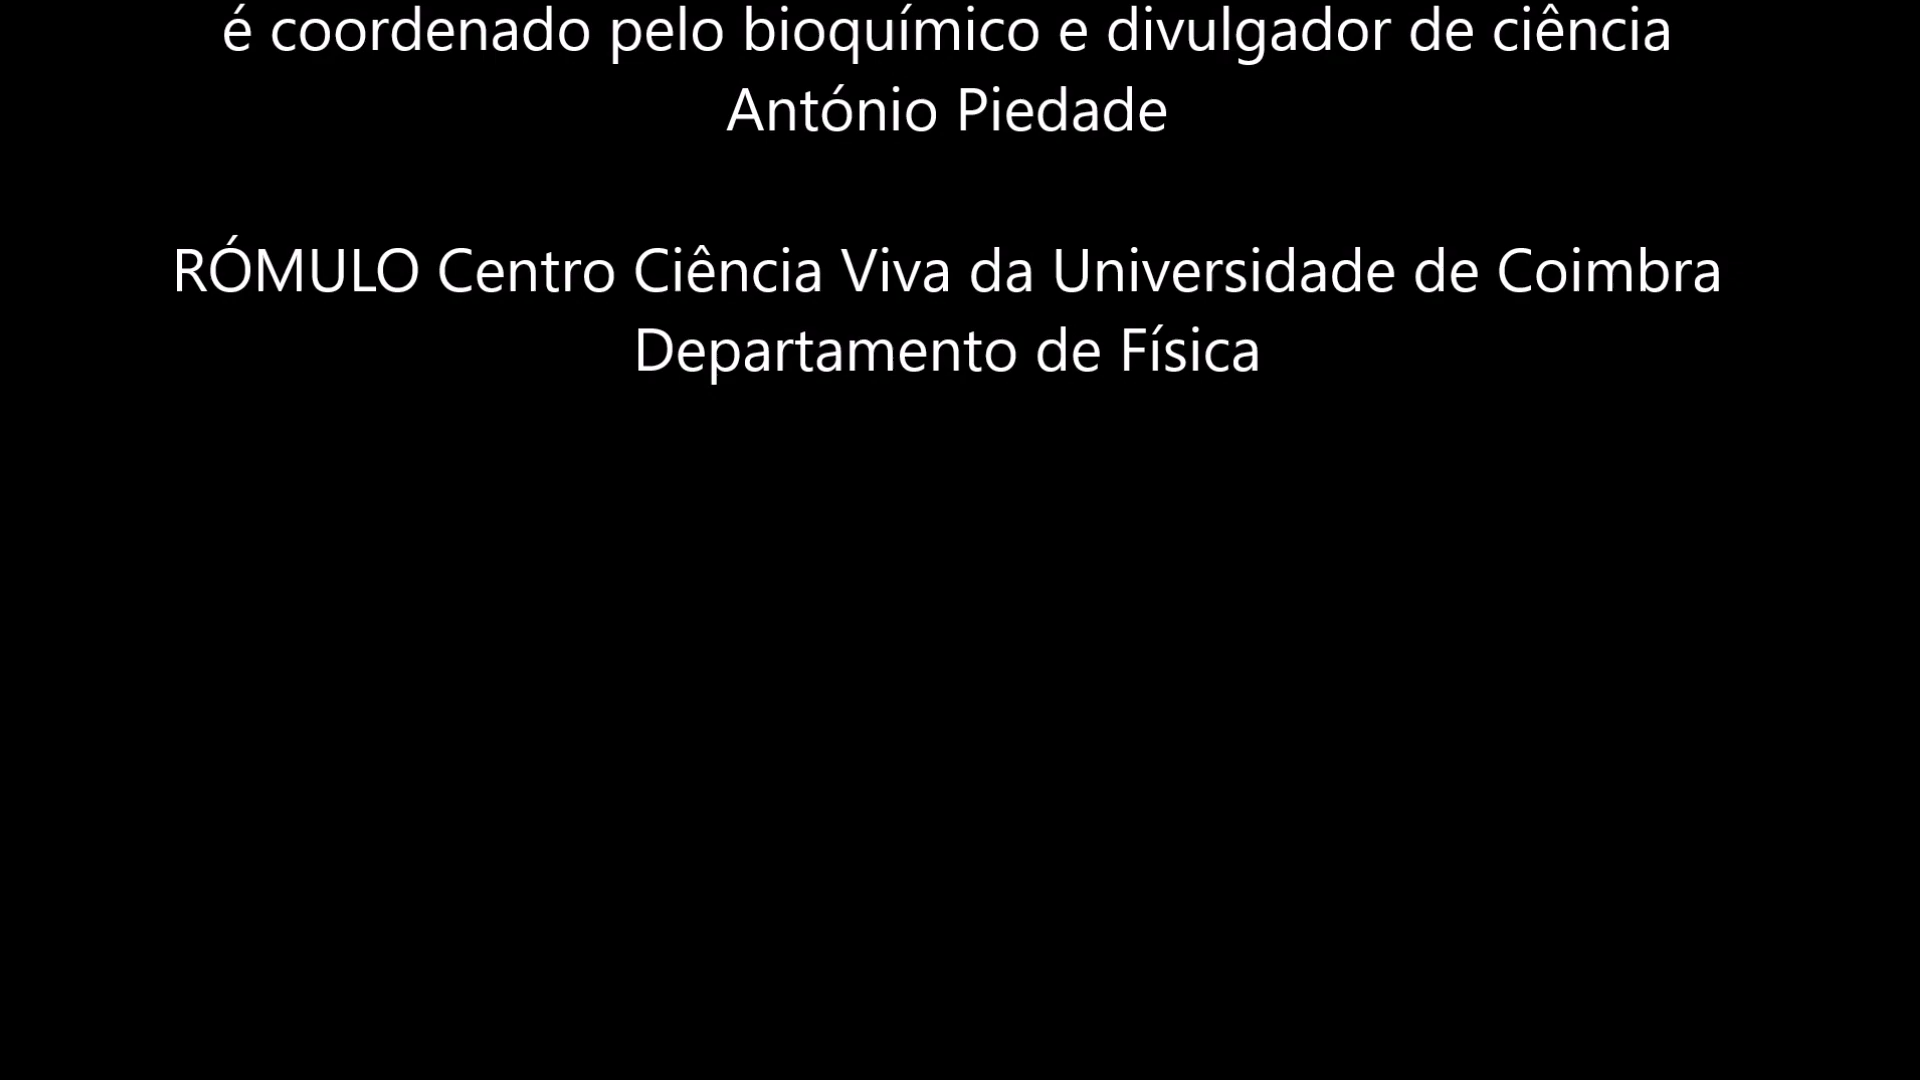 é coordenado pelo bioquímico e divulgador de ciência
António Piedade
RÓMULO Centro Ciência Viva da Universidade de Coimbra
Departamento de Física